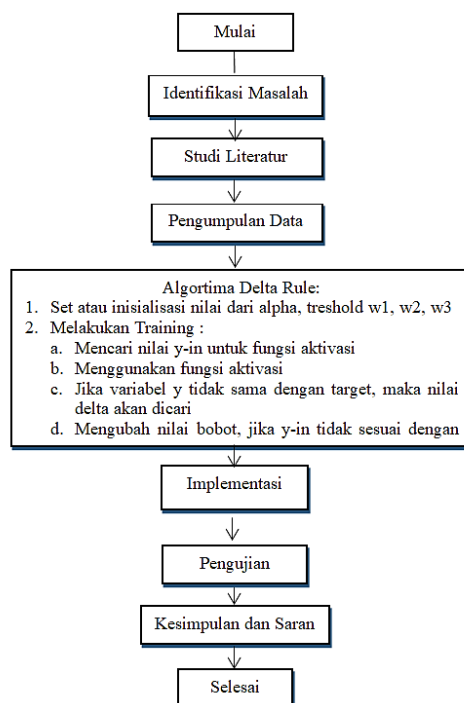 Mulai
Identifikasi Masalah
Studi Literatur
Pengumpulan Data
Algortima Delta Rule:
1. Set atau inisialisasi nilai dari alpha, treshold w1, w2, w3
2. Melakukan Training :
a. Mencari nilai y-in untuk fungsi aktivasi
b. Menggunakan fungsi aktivasi
c. Jika variabel y tidak sama dengan target, maka nilai
delta akan dicari
d. Mengubah nilai bobot, jika y-in tidak sesuai dengan
Implementasi
Pengujian
Kesimpulan dan Saran
Selesai